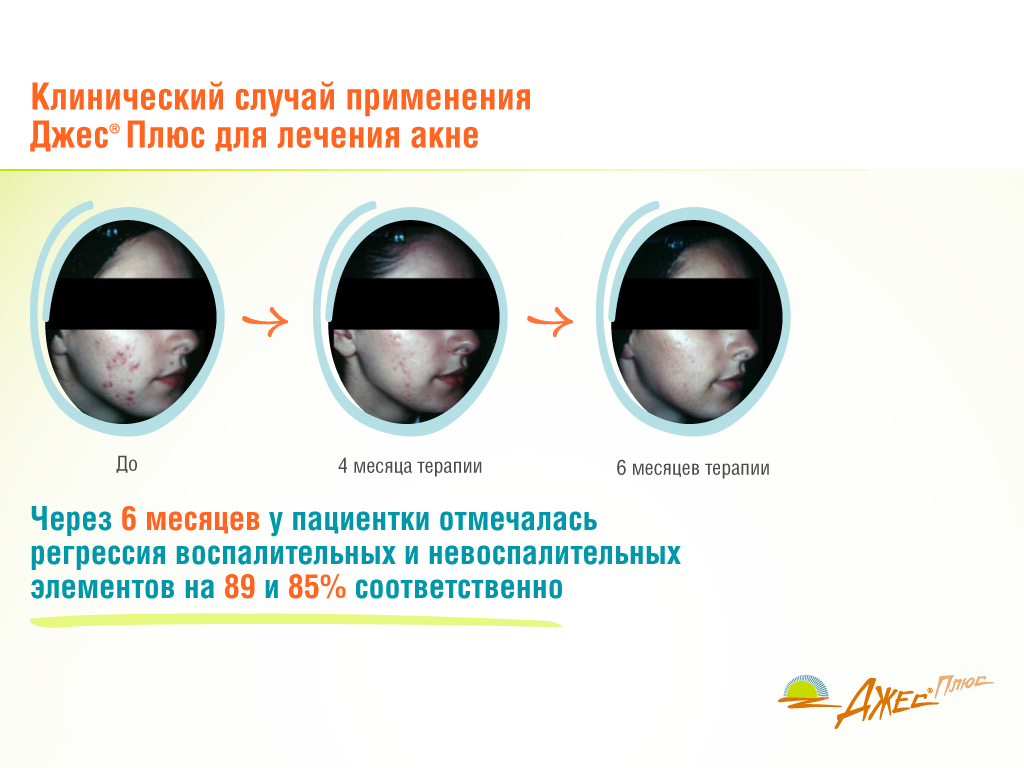 Клинический случай применения
Джес® Плюс для лечения акне
До
4 месяца терапии
6 месяцев терапии
Через 6 месяцев у пациентки отмечалась
регрессия воспалительных и невоспалительных
элементов на 89 и 85% соответственно
Джес® Плюс